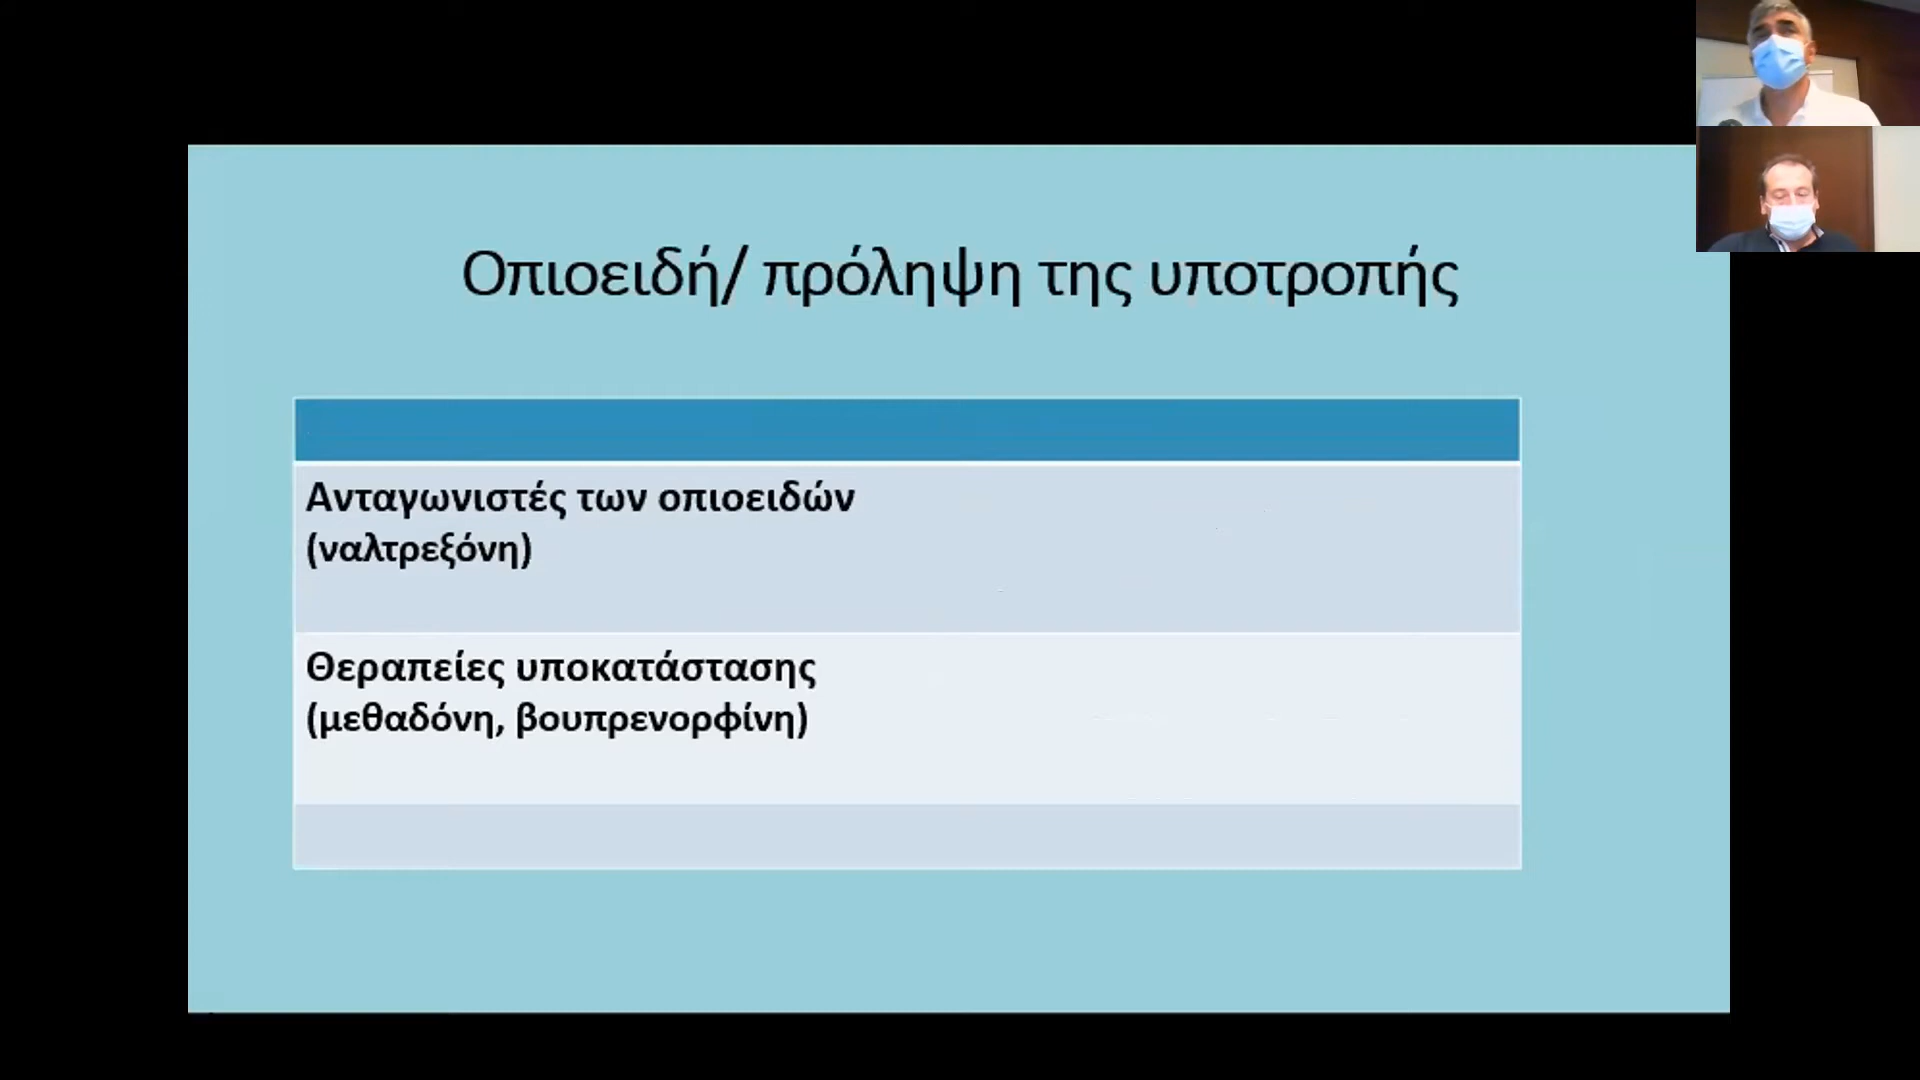 Οπιοειδή/ πρόληψη της υποτροπής
Ανταγωνιστές των οπιοειδών
(ναλτρεξόνη)
Θεραπείες υποκατάστασης
(μεθαδόνη, βουπρενορφίνη)